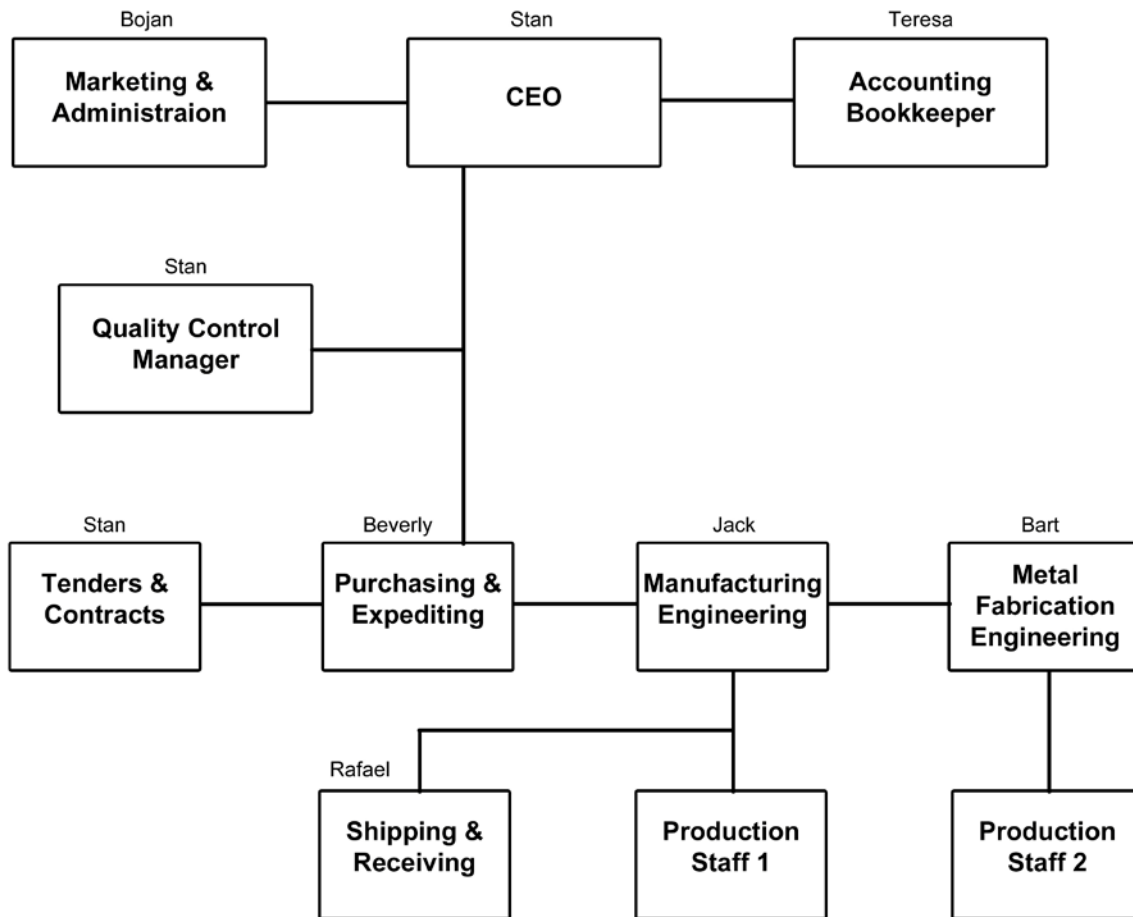 Bojan
Stan
Teresa
Marketing &
Administraion
CEO
Accounting
Bookkeeper
Stan
Quality Control
Manager
Stan
Beverly
Jack
Bart
Tenders &
Contracts
Purchasing &
Expediting
Manufacturing
Engineering
Metal
Fabrication
Engineering
Rafael
Shipping &
Receiving
Production
Staff 1
Production
Staff 2